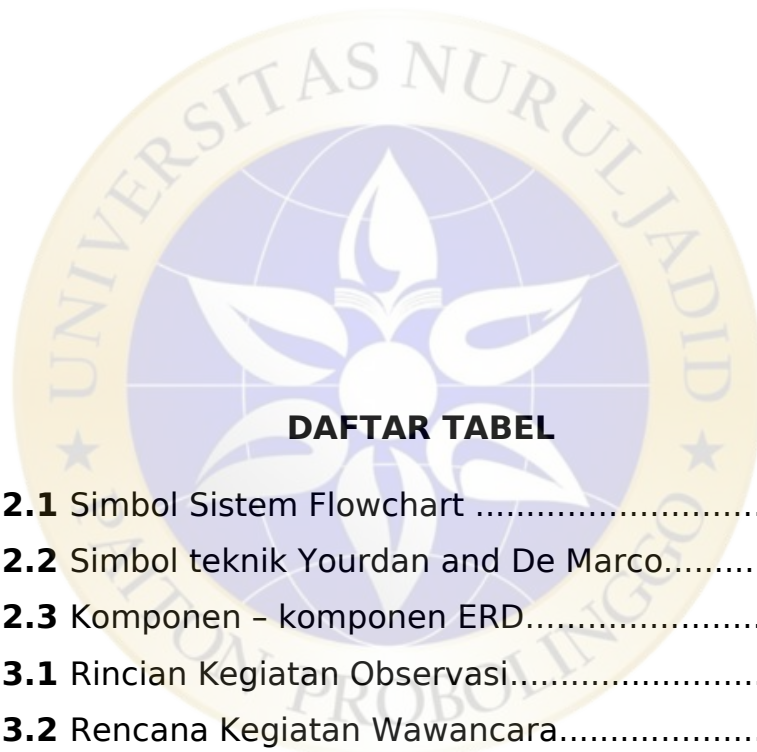 UNIVERSITAS NURUL JADID
PAITON PROBOLINGGO
DAFTAR TABEL
2.1 Simbol Sistem Flowchart ............................
2.2 Simbol teknik Yourdan and De Marco.........
2.3 Komponen – komponen ERD.......................
3.1 Rincian Kegiatan Observasi.........................
3.2 Rencana Kegiatan Wawancara....................